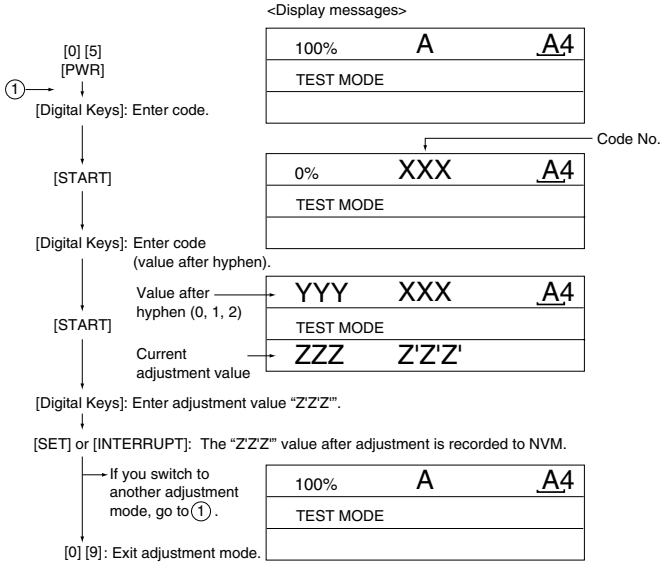 <Display messages>
[0] [5]
[PWR]
100% A A4
TEST MODE
1
[Digital Keys]: Enter code.
Code No.
[START]
0% XXX A4
TEST MODE
[Digital Keys]: Enter code
(value after hyphen).
Value after
hyphen (0, 1, 2)
YYY XXX A4
[START]
TEST MODE
Current
adjustment value
ZZZ Z'Z'Z'
[Digital Keys]: Enter adjustment value “Z'Z'Z'”.
[SET] or [INTERRUPT]: The “Z'Z'Z'” value after adjustment is recorded to NVM.
If you switch to
another adjustment
mode, go to 1 .
100% A A4
TEST MODE
[0] [9] : Exit adjustment mode.